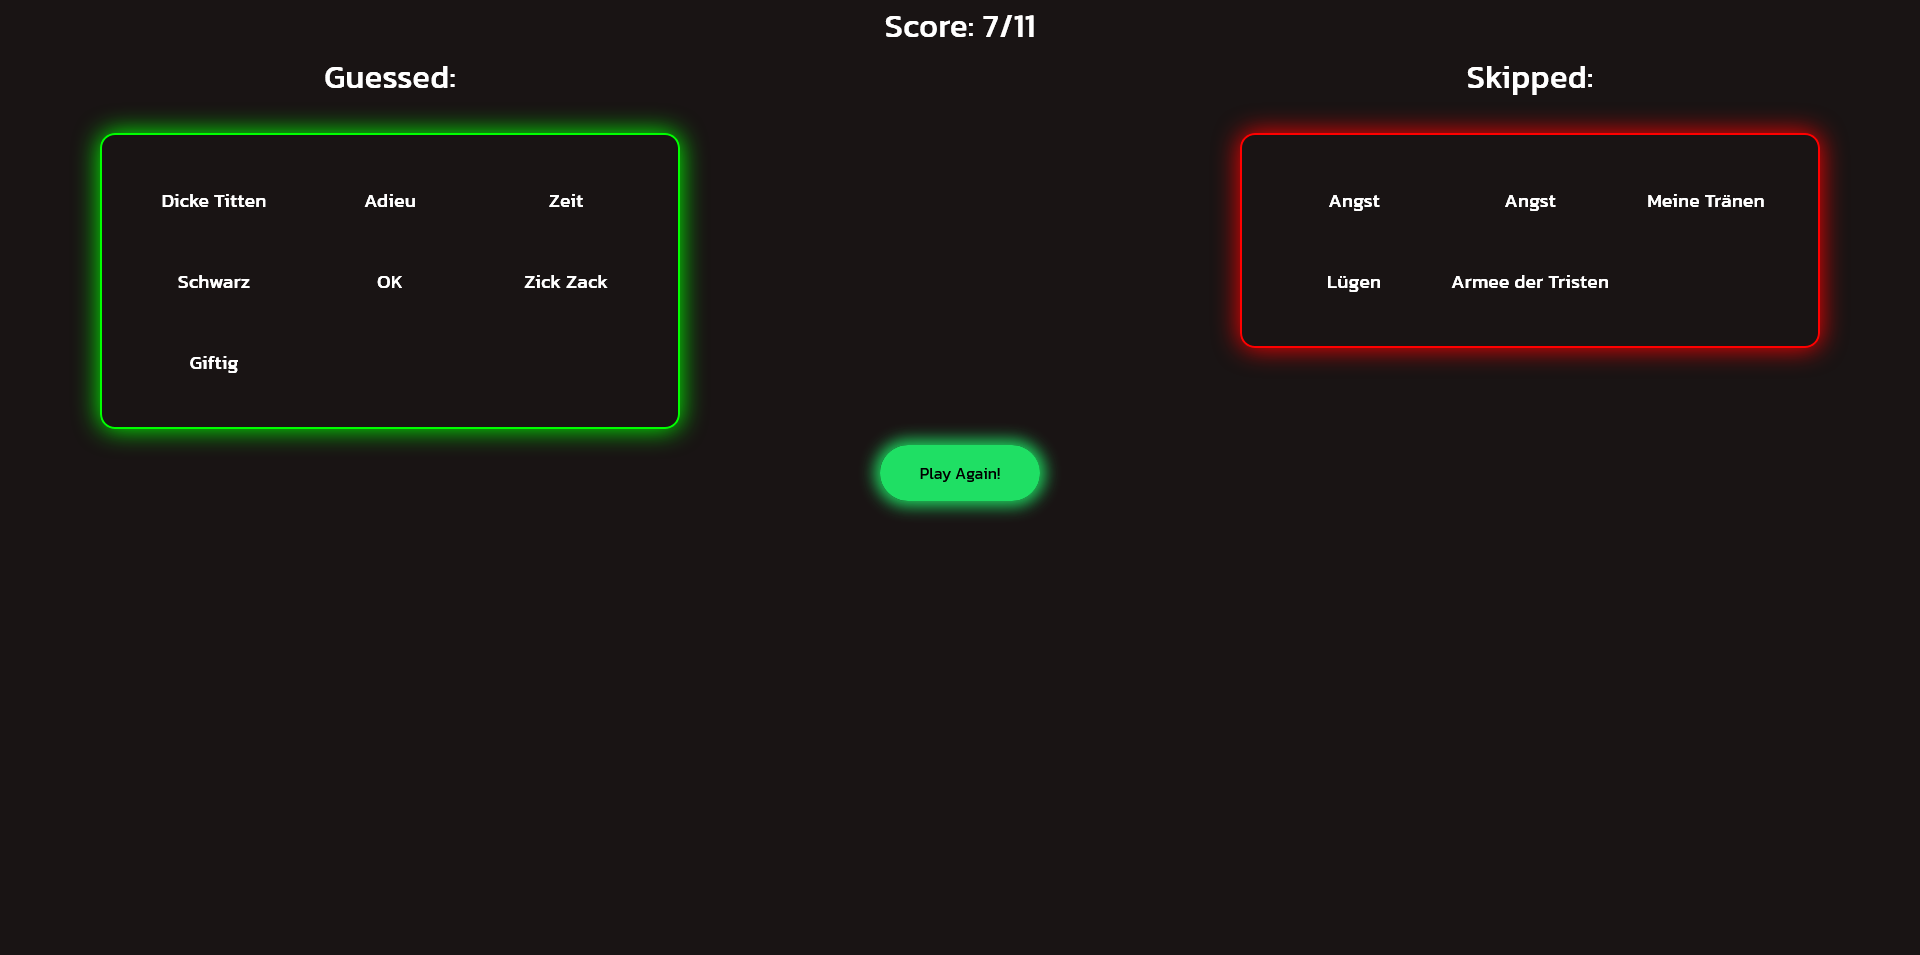 Score: 7/11
Guessed:
Dicke Titten Adieu Zeit
Schwarz OK Zick Zack
Giftig
Skipped:
Angst Angst Meine Tränen
Lügen Armee der Tristen
Play Again!